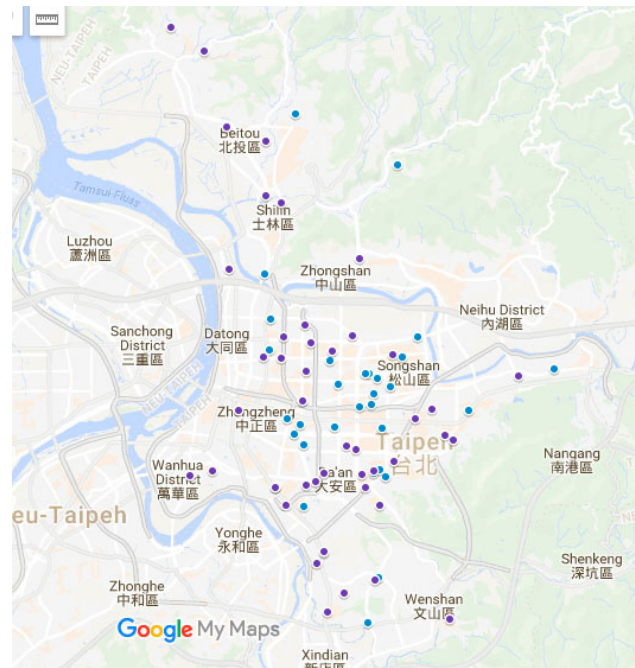 NEU-TAIPEH
TAIPEH
Beitou
北投區
Tamsui-Fluss
Shilin
士林區
Luzhou
蘆洲區
Zhongshan
中山區
Neihu District
內湖區
Sanchong
District
三重區
Datong
大同區
Songshan
松山區
NEU-TAIPEH
TAIPEH
Zhongzheng
中正區
Taipeh
台北
Nangang
南港區
Wanhua
District
萬華區
Da'an
大安區
eu-Taipeh
Yonghe
永和區
Shenkeng
深坑區
Zhonghe
中和區
Wenshan
文山區
Google My Maps
Xindian